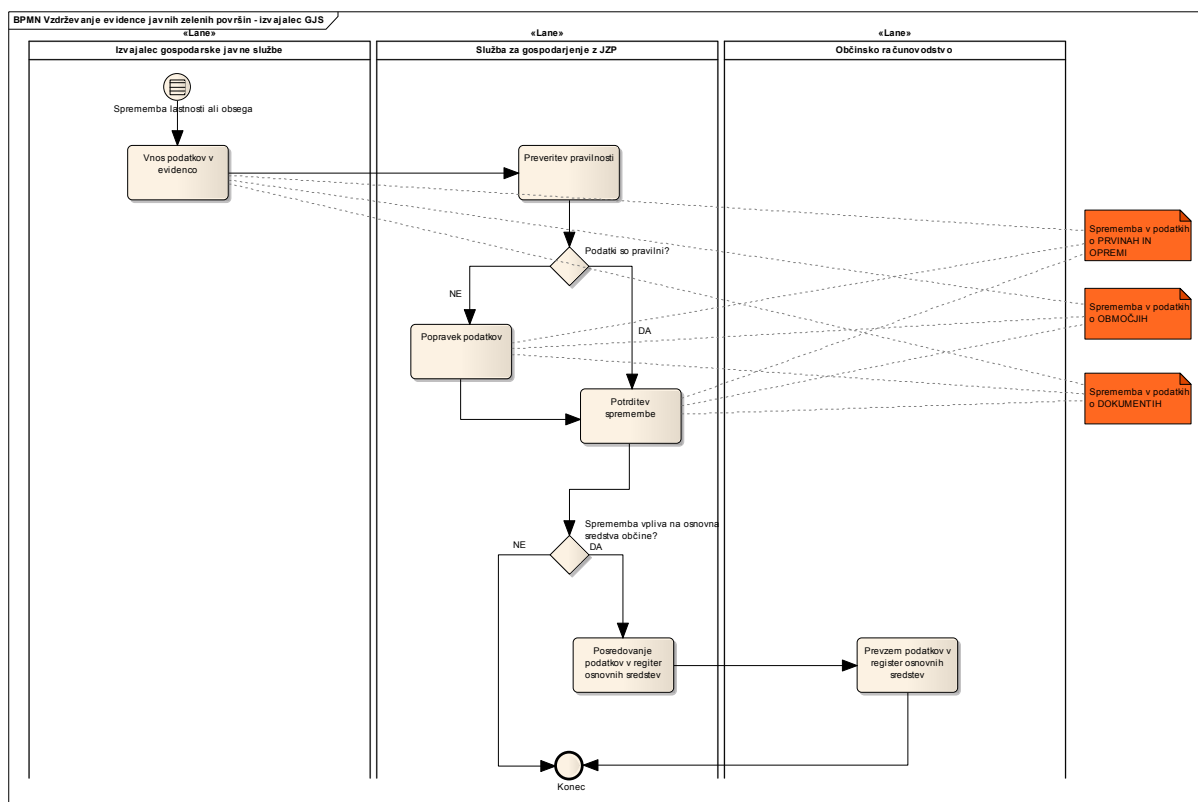 BPMN Vzdrževanje evidence javnih zelenih površin - izvajalec GJS
«Lane»
Izvajalec gospodarske javne službe
«Lane»
Služba za gospodarjenje z JZP
«Lane»
Občinsko računovodstvo
Sprememba lastnosti ali obsega
Vnos podatkov v
evidenco
Preveritev pravilnosti
Podatki so pravilni?
NE
DA
Popravek podatkov
Potrditev
spremembe
Sprememba v podatkih
o PRVINAH IN
OPREMI
Sprememba v podatkih
o OBMOČJIH
Sprememba v podatkih
o DOKUMENTIH
Sprememba vpliva na osnovna
sredstva občine?
NE
DA
Posredovanje
podatkov v regiter
osnovnih sredstev
Prevzem podatkov v
register osnovnih
sredstev
Konec